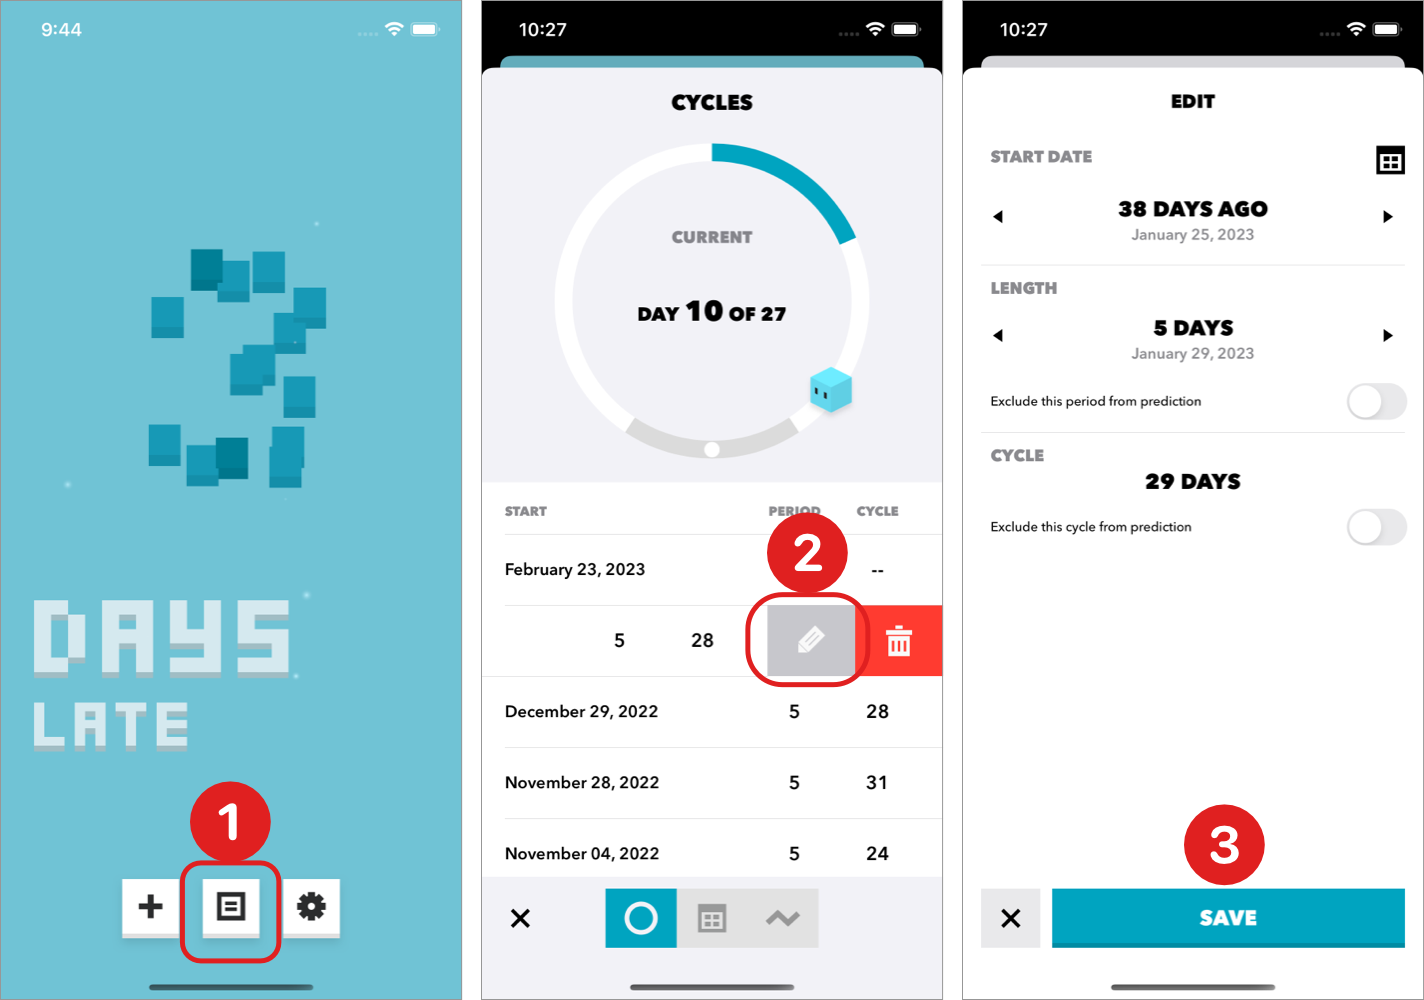 9:44
3
DAYS
LATE
1
10:27
CYCLES
CURRENT
DAY 10 OF 27
START PERIOD CYCLE
2
February 23, 2023 --
5 28
December 29, 2022 5 28
November 28, 2022 5 31
November 04, 2022 5 24
10:27
EDIT
START DATE
38 DAYS AGO
January 25, 2023
LENGTH
5 DAYS
January 29, 2023
Exclude this period from prediction
CYCLE
29 DAYS
Exclude this cycle from prediction
3
SAVE